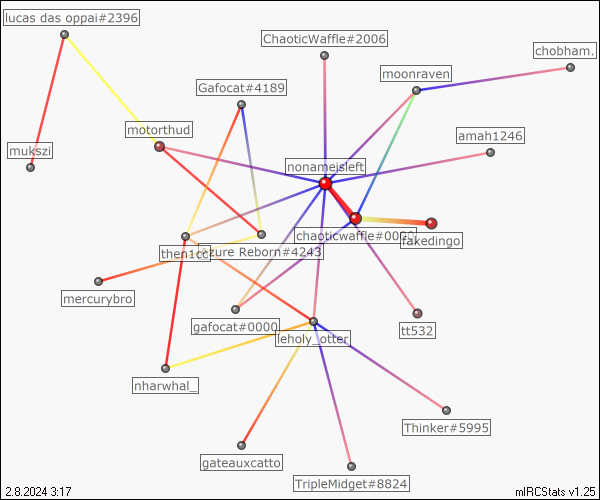 lucas das oppai#2396
ChaoticWaffle#2006
chobham.
moonraven
Gafocat#4189
motorthud
amah1246
mukszi
nonameisleft
chaoticwaffle#0000
fakedingo
then1cc
Azure Reborn#4243
mercurybro
gafocat#0000
tt532
leholy_otter
nharwhal_
Thinker#5995
gateauxcatto
TripleMidget#8824
2.8.2024 3:17
mIRCStats v1.25